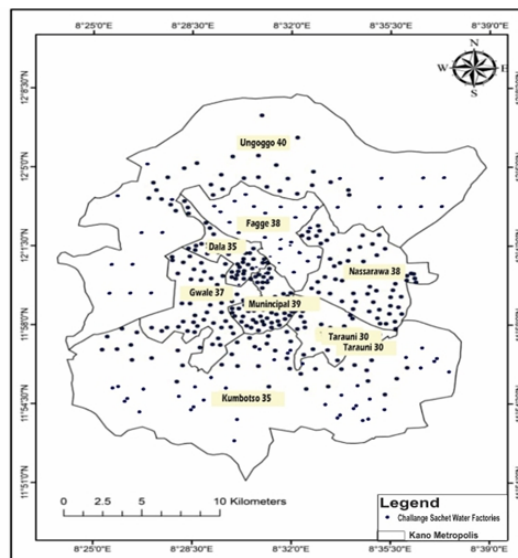 8°25'0"E 8°28'30"E 8°32'0"E 8°35'30"E 8°39'0"E
N
W E
S
12°8'30"N
12°5'0"N
12°1'30"N
11°58'0"N
11°54'30"N
11°51'0"N
Ungoggo 40
Fagge 38
Dala 35
Nassarawa 38
Gwale 37
Munincipal 39
Tarauni 30
Tarauni 30
Kumbotso 35
0 2.5 5 10 Kilometers
Legend
Challange Sachet Water Factories
Kano Metropolis
8°25'0"E 8°28'30"E 8°32'0"E 8°35'30"E 8°39'0"E